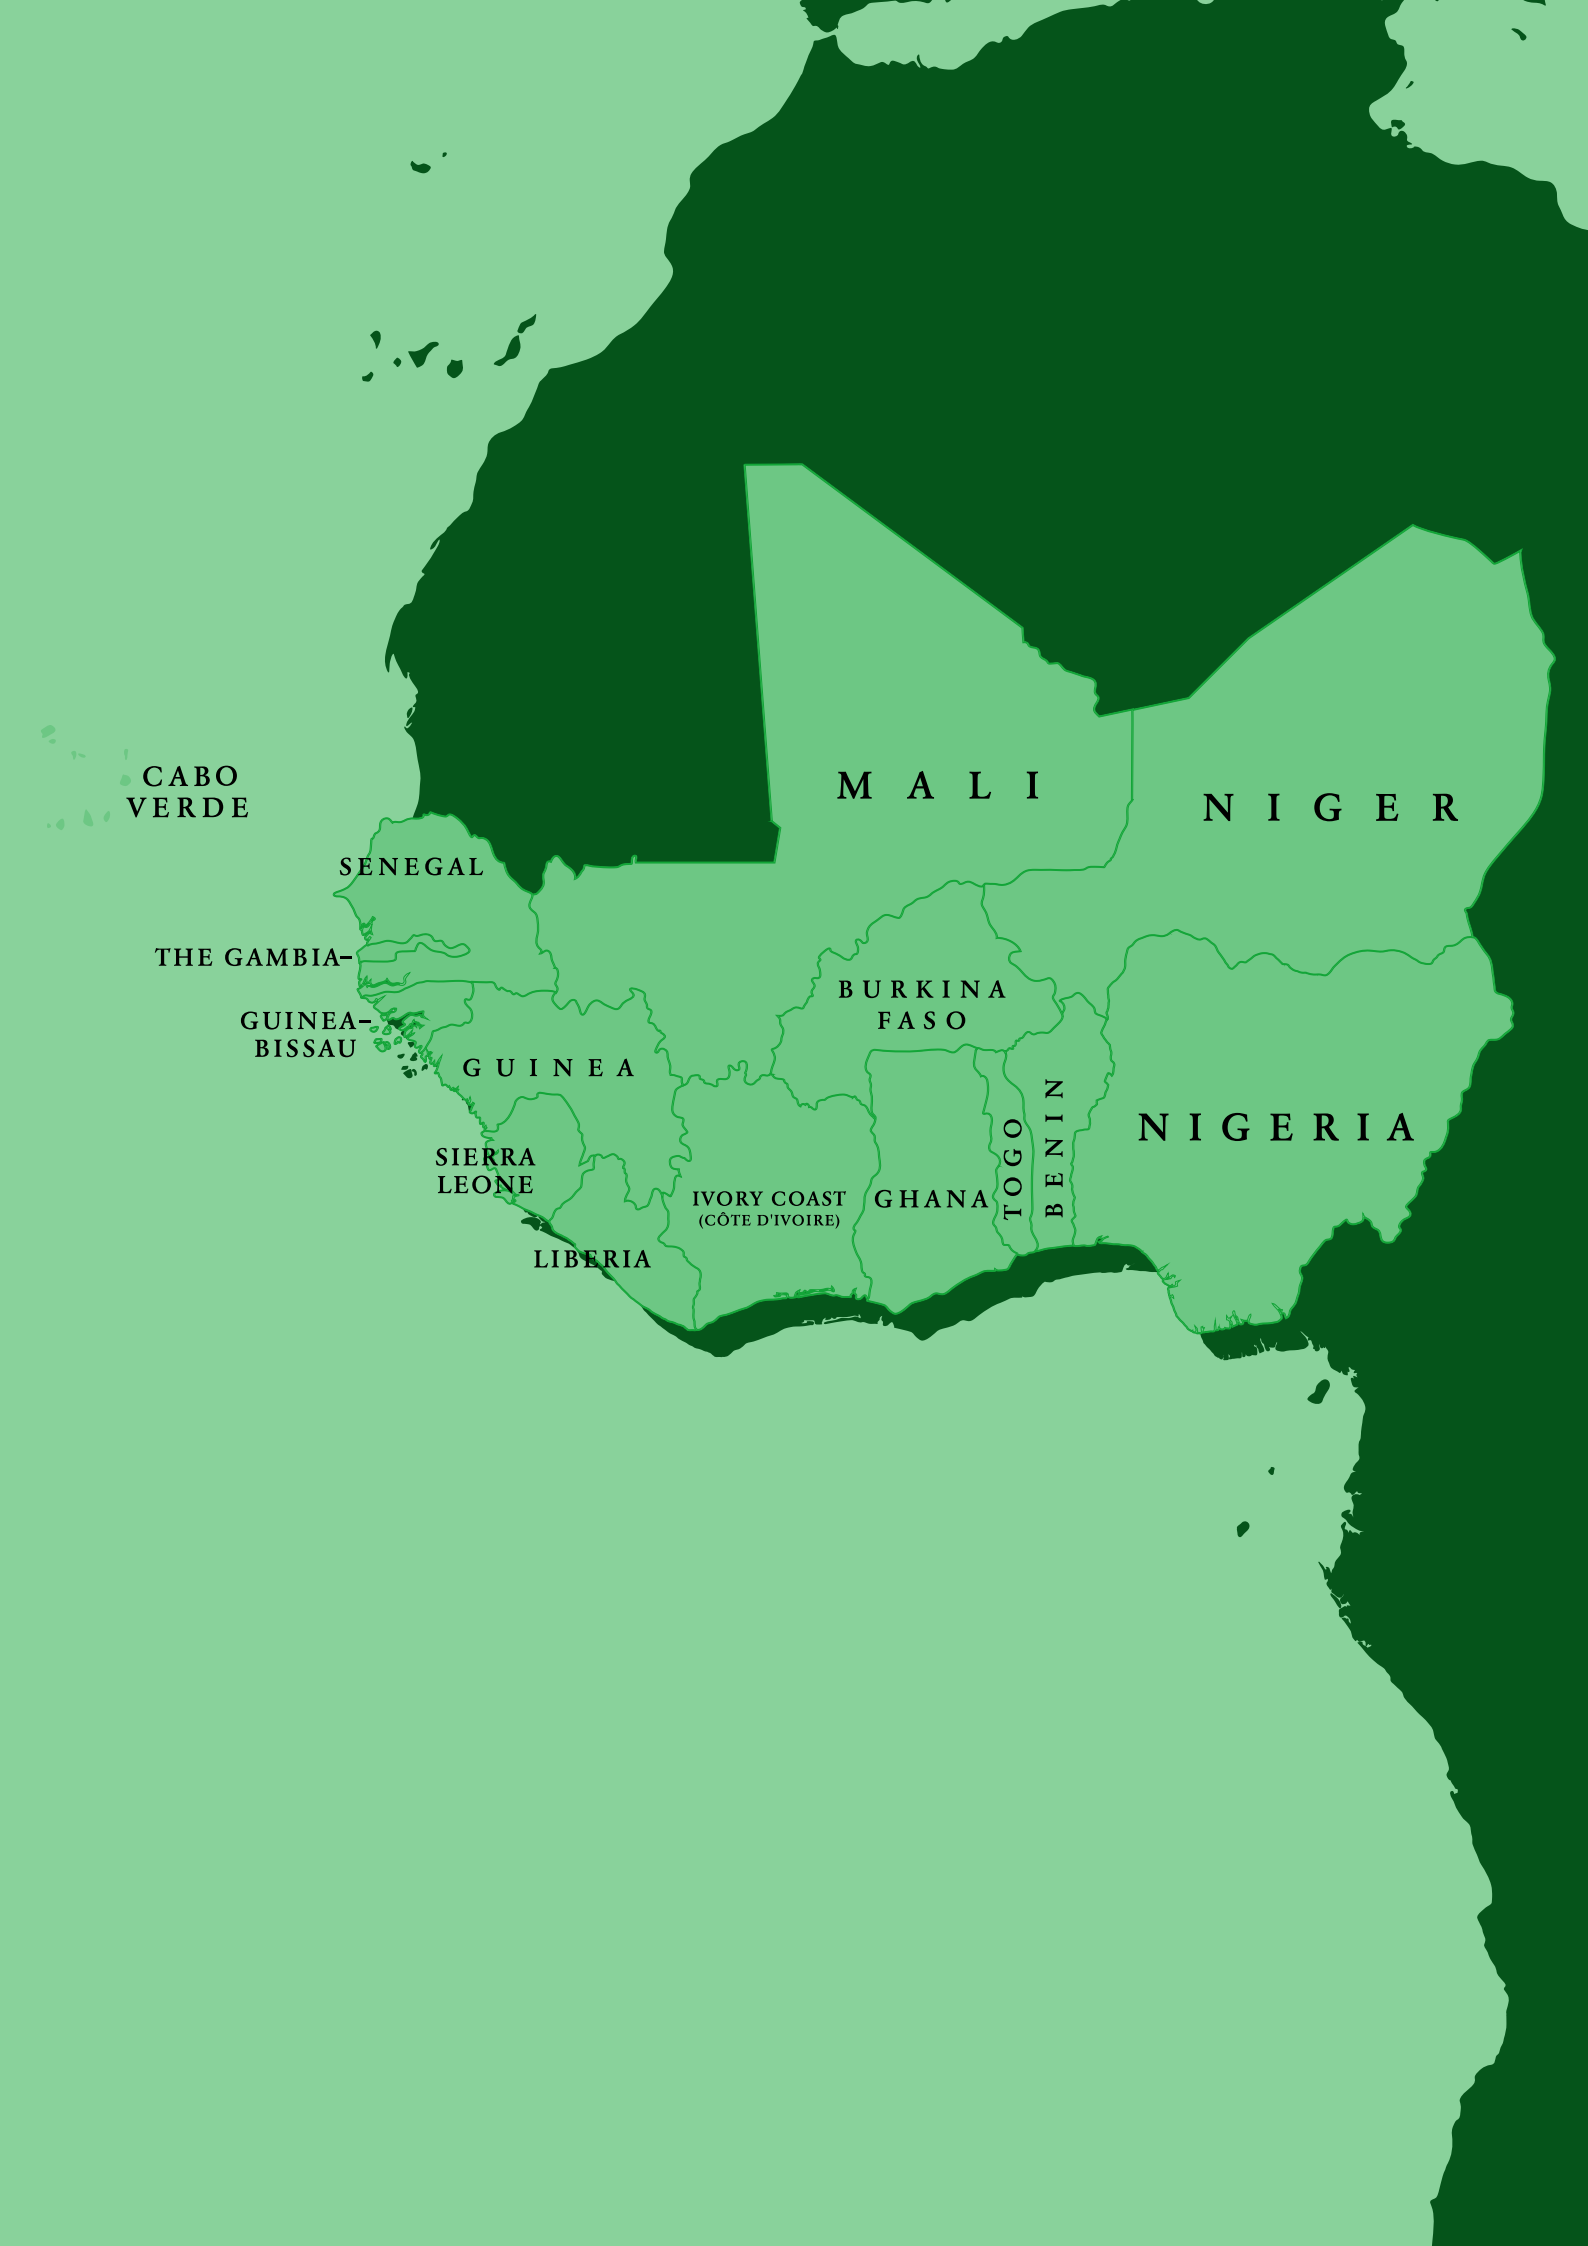 MALI
NIGER
CABO
VERDE
SENEGAL
THE GAMBIA–
BURKINA
FASO
GUINEA–
BISSAU
GUINEA
NIGERIA
TOGO
BENIN
SIERRA
LEONE
IVORY COAST
(CÔTE D'IVOIRE)
GHANA
LIBERIA